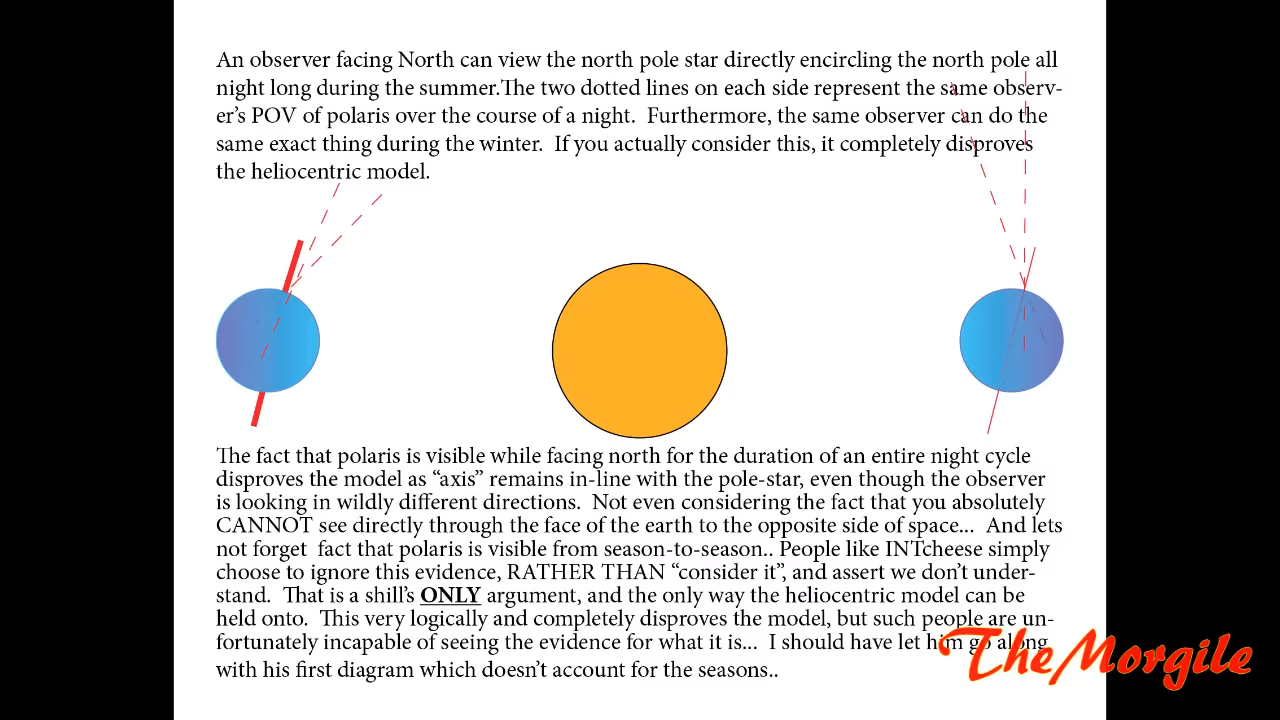 An observer facing North can view the north pole star directly encircling the north pole all
night long during the summer.The two dotted lines on each side represent the same observ-
er's POV of polaris over the course of a night.  Furthermore, the same observer can do the
same exact thing during the winter.  If you actually consider this, it completely disproves
the heliocentric model.
The fact that polaris is visible while facing north for the duration of an entire night cycle
disproves the model as “axis” remains in-line with the pole-star, even though the observer
is looking in wildly different directions.  Not even considering the fact that you absolutely
CANNOT see directly through the face of the earth to the opposite side of space...  And lets
not forget  fact that polaris is visible from season-to-season.. People like INTcheese simply
choose to ignore this evidence, RATHER THAN “consider it”, and assert we don't under-
stand.  That is a shill's ONLY argument, and the only way the heliocentric model can be
held onto.  This very logically and completely disproves the model, but such people are un-
fortunately incapable of seeing the evidence for what it is...  I should have let him go along
with his first diagram which doesn't account for the seasons..
TheMorgile